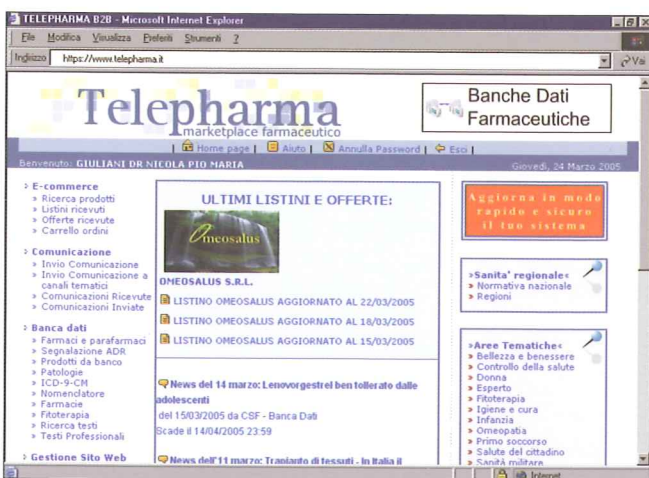 TELEPHARMA B2B - Microsoft Internet Explorer
File Modifica Visualizza Preferiti Strumenti ?
Indirizzo https://www.telepharma.it Vai
Telepharma
marketplace farmaceutico
Banche Dati
Farmaceutiche
| Home page | Aiuto | Annulla Password | Esci |
Benvenuto: GIULIANI DR NICOLA PIO MARIA
Giovedì, 24 Marzo 2005
> E-commerce
» Ricerca prodotti
» Listini ricevuti
» Offerte ricevute
» Carrello ordini
> Comunicazione
» Invio Comunicazione
» Invio Comunicazione a
canali tematici
» Comunicazioni Ricevute
» Comunicazioni Inviate
> Banca dati
» Farmaci e parafarmaci
» Segnalazione ADR
» Prodotti da banco
» Patologie
» ICD-9-CM
» Nomenclatore
» Farmacie
» Fitoterapia
» Ricerca testi
» Testi Professionali
> Gestione Sito Web
ULTIMI LISTINI E OFFERTE:
Omeosalus
OMEOSALUS S.R.L.
LISTINO OMEOSALUS AGGIORNATO AL 22/03/2005
LISTINO OMEOSALUS AGGIORNATO AL 18/03/2005
LISTINO OMEOSALUS AGGIORNATO AL 15/03/2005
News del 14 marzo: Lenovorgestrel ben tollerato dalle
adolescenti
del 15/03/2005 da CSF - Banca Dati
Scade il 14/04/2005 23:59
News dell'11 marzo: Trapianto di tessuti - In Italia il
Aggiorna in modo
rapido e sicuro
il tuo sistema
»Sanita' regionale«
» Normativa nazionale
» Regioni
»Aree Tematiche«
» Bellezza e benessere
» Controllo della salute
» Donna
» Esperto
» Fitoterapia
» Igiene e cura
» Infanzia
» Omeopatia
» Primo soccorso
» Salute del cittadino
» Sanità militare
Internet